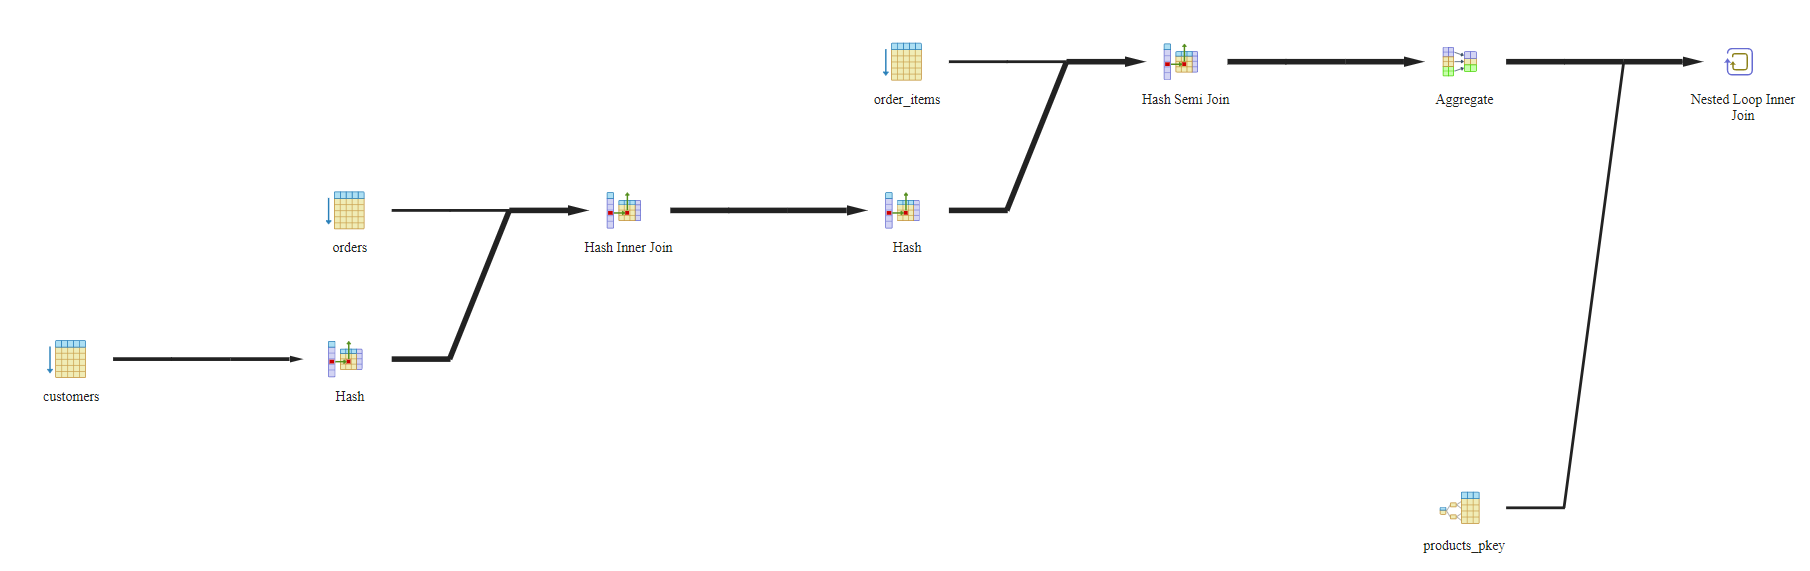 order_items
Hash Semi Join
Aggregate
Nested Loop Inner
Join
orders
Hash Inner Join
Hash
customers
Hash
products_pkey